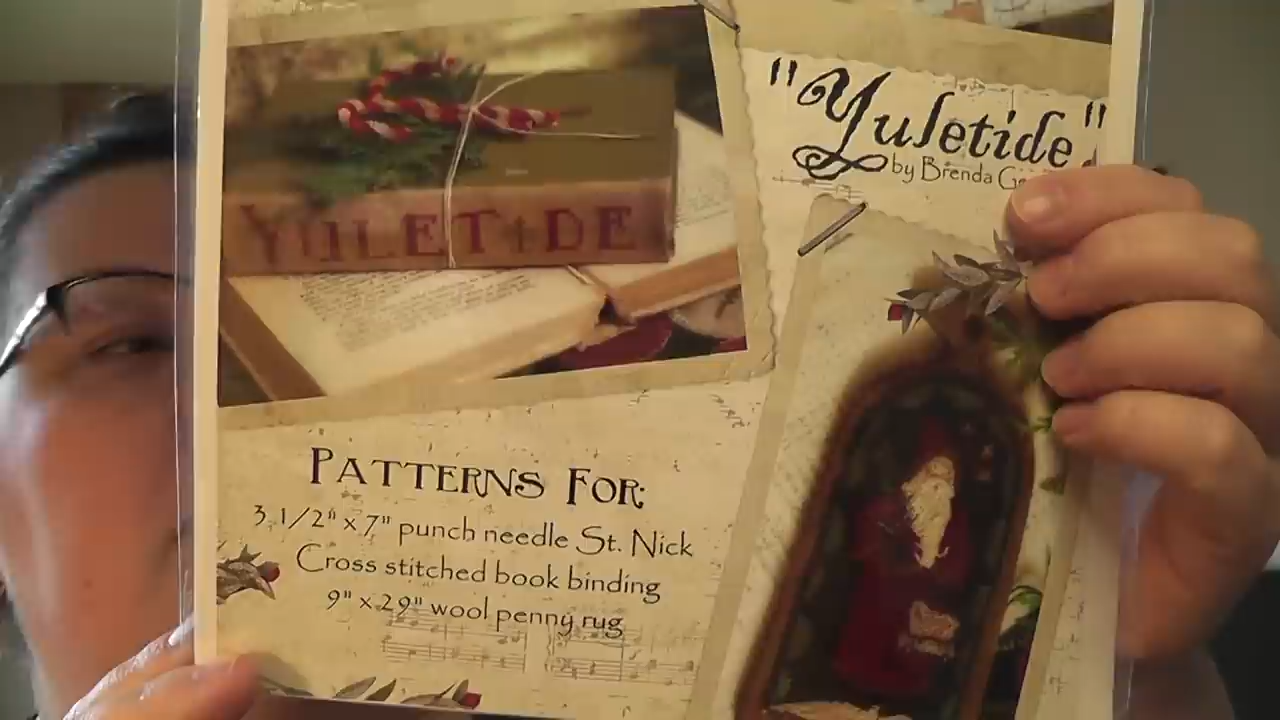 "Yuletide"
by Brenda
YULETIDE
PATTERNS FOR:
3 1/2" x 7" punch needle St. Nick
Cross stitched book binding
9" x 29" wool penny rug